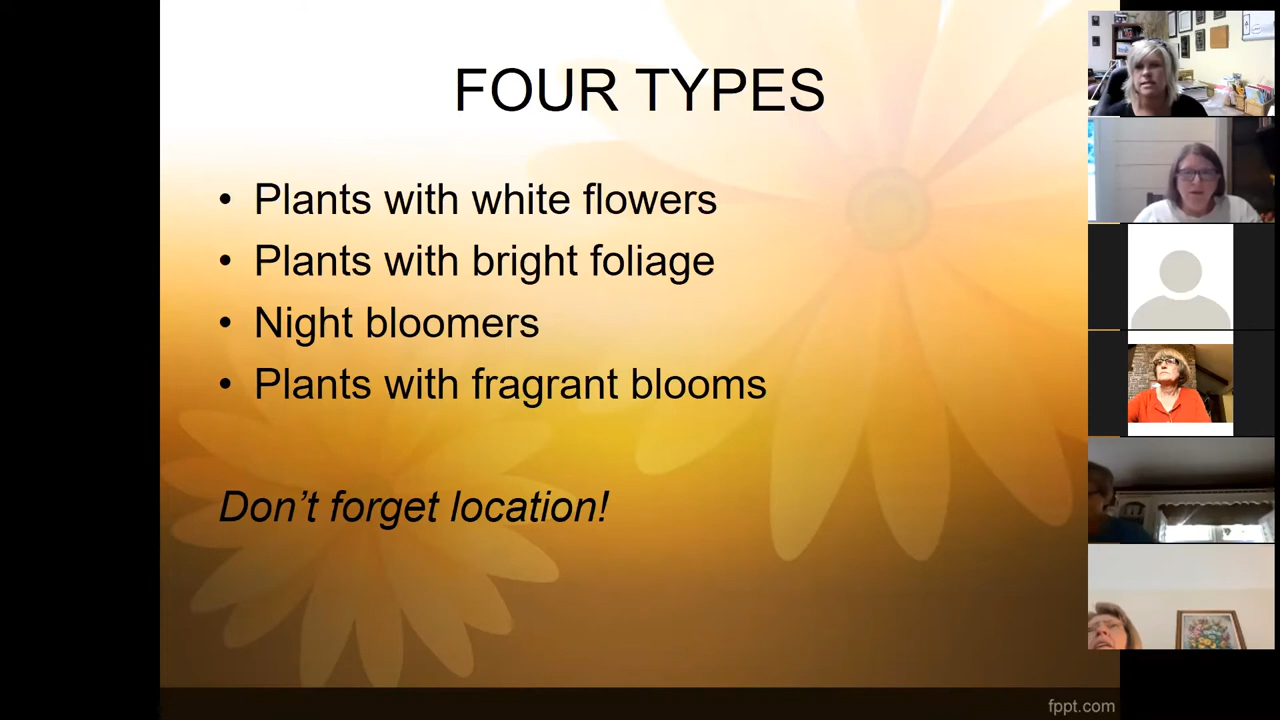 FOUR TYPES
• Plants with white flowers
• Plants with bright foliage
• Night bloomers
• Plants with fragrant blooms
Don’t forget location!
fppt.com